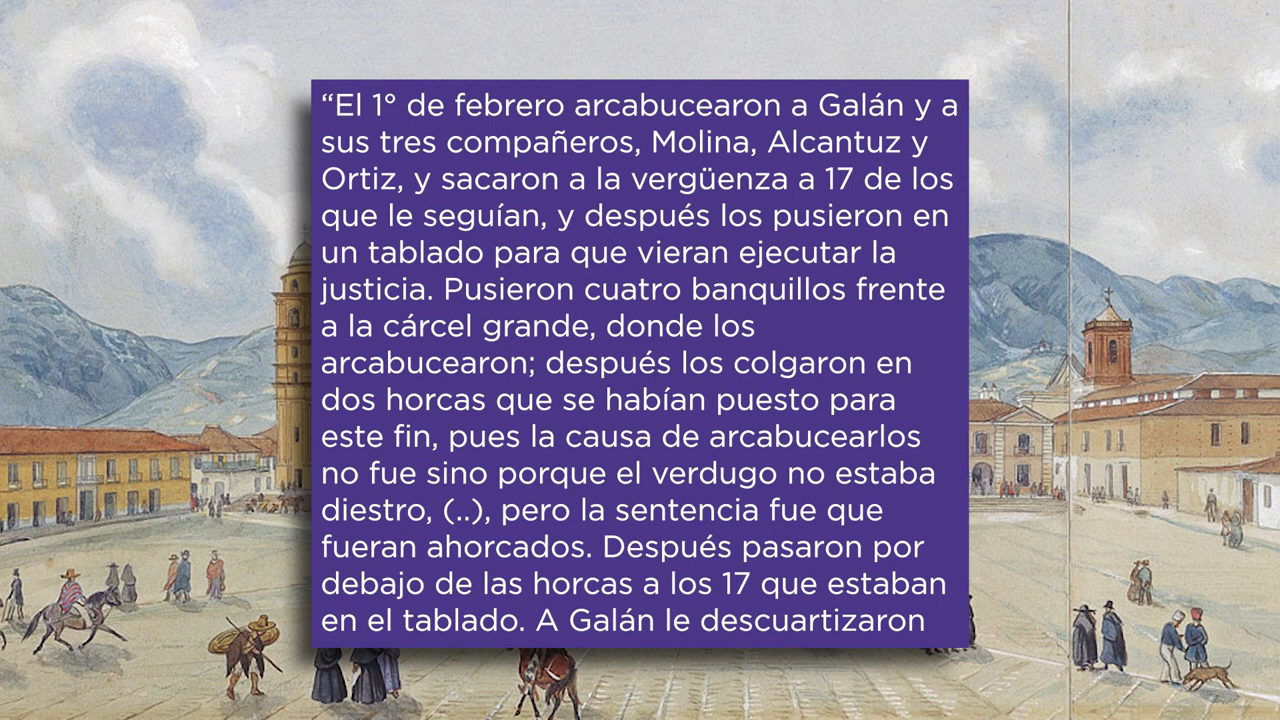 “El 1° de febrero arcabucearon a Galán y a
sus tres compañeros, Molina, Alcantuz y
Ortiz, y sacaron a la vergüenza a 17 de los
que le seguían, y después los pusieron en
un tablado para que vieran ejecutar la
justicia. Pusieron cuatro banquillos frente
a la cárcel grande, donde los
arcabucearon; después los colgaron en
dos horcas que se habían puesto para
este fin, pues la causa de arcabucearlos
no fue sino porque el verdugo no estaba
diestro, (..), pero la sentencia fue que
fueran ahorcados. Después pasaron por
debajo de las horcas a los 17 que estaban
en el tablado. A Galán le descuartizaron